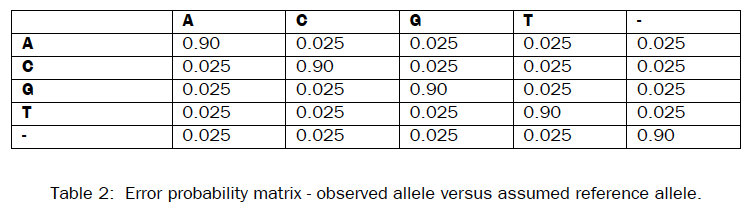 A C G T -
A 0.90 0.025 0.025 0.025 0.025
C 0.025 0.90 0.025 0.025 0.025
G 0.025 0.025 0.90 0.025 0.025
T 0.025 0.025 0.025 0.90 0.025
- 0.025 0.025 0.025 0.025 0.90
Table 2: Error probability matrix - observed allele versus assumed reference allele.